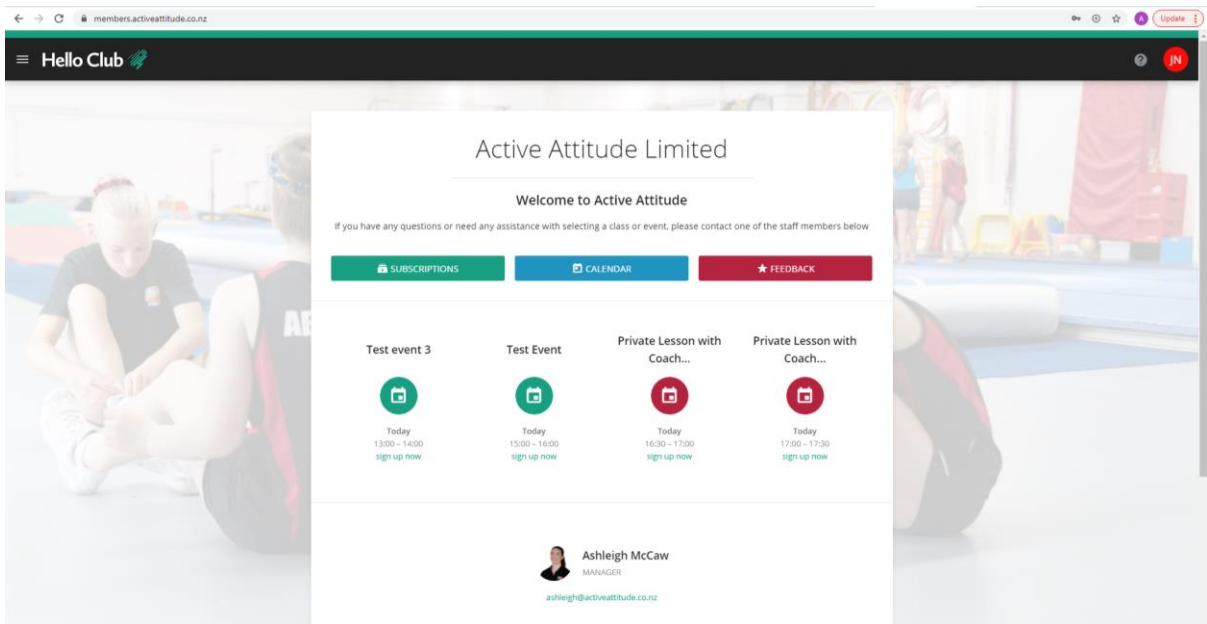 members.activeattitude.co.nz
A
Update
Hello Club
JN
Active Attitude Limited
Welcome to Active Attitude
If you have any questions or need any assistance with selecting a class or event, please contact one of the staff members below
SUBSCRIPTIONS
CALENDAR
FEEDBACK
Test event 3
Today
13:00 – 14:00
sign up now
Test Event
Today
15:00 – 16:00
sign up now
Private Lesson with
Coach...
Today
16:30 – 17:00
sign up now
Private Lesson with
Coach...
Today
17:00 – 17:30
sign up now
Ashleigh McCaw
MANAGER
ashleigh@activeattitude.co.nz